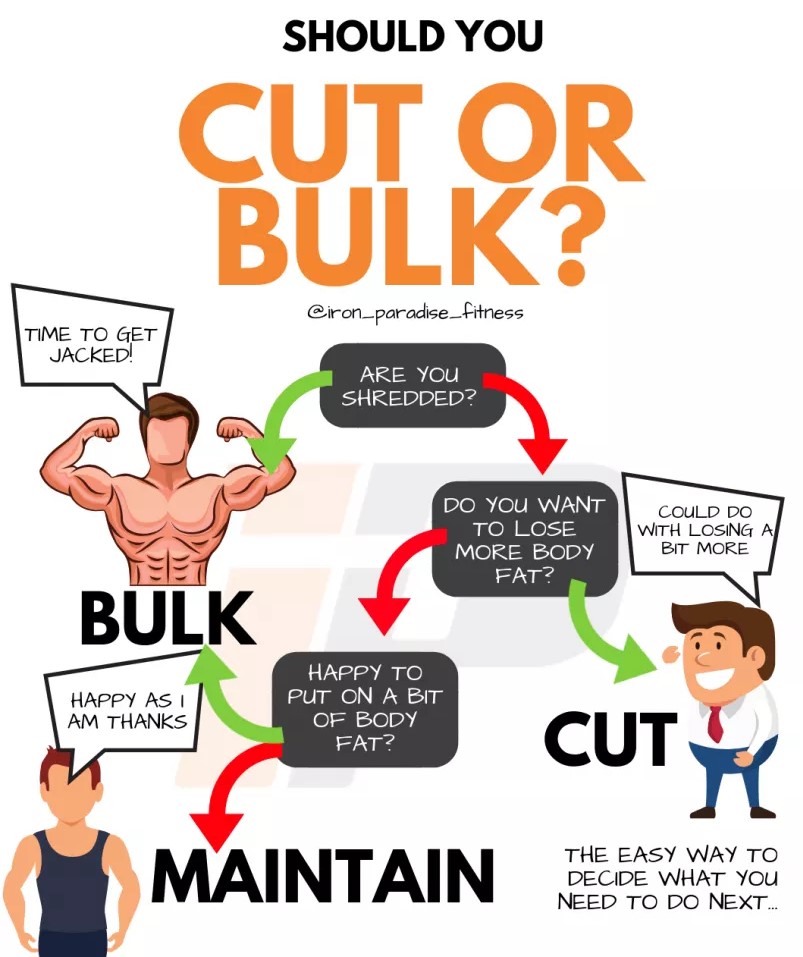 SHOULD YOU
CUT OR
BULK?
@iron_paradise_fitness
TIME TO GET
JACKED!
ARE YOU
SHREDDED?
DO YOU WANT
TO LOSE
MORE BODY
FAT?
COULD DO
WITH LOSING A
BIT MORE
BULK
HAPPY TO
PUT ON A BIT
OF BODY
FAT?
HAPPY AS I
AM THANKS
CUT
MAINTAIN
THE EASY WAY TO
DECIDE WHAT YOU
NEED TO DO NEXT...